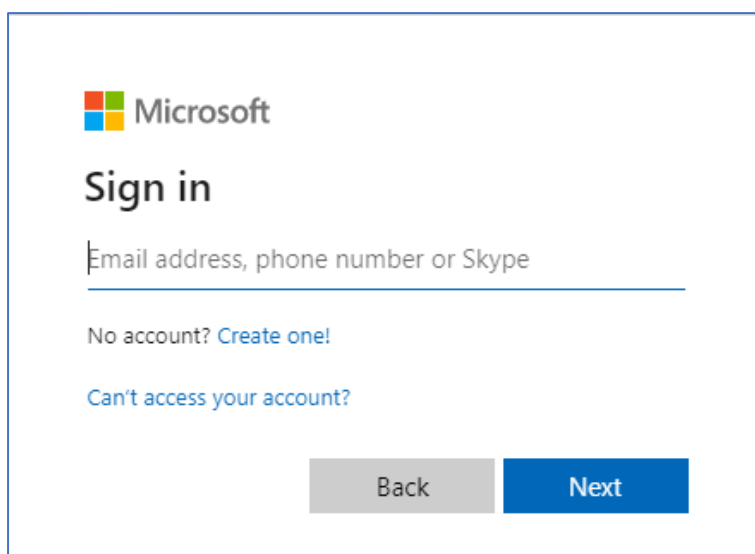 Microsoft
Sign in
Email address, phone number or Skype
No account? Create one!
Can't access your account?
Back Next